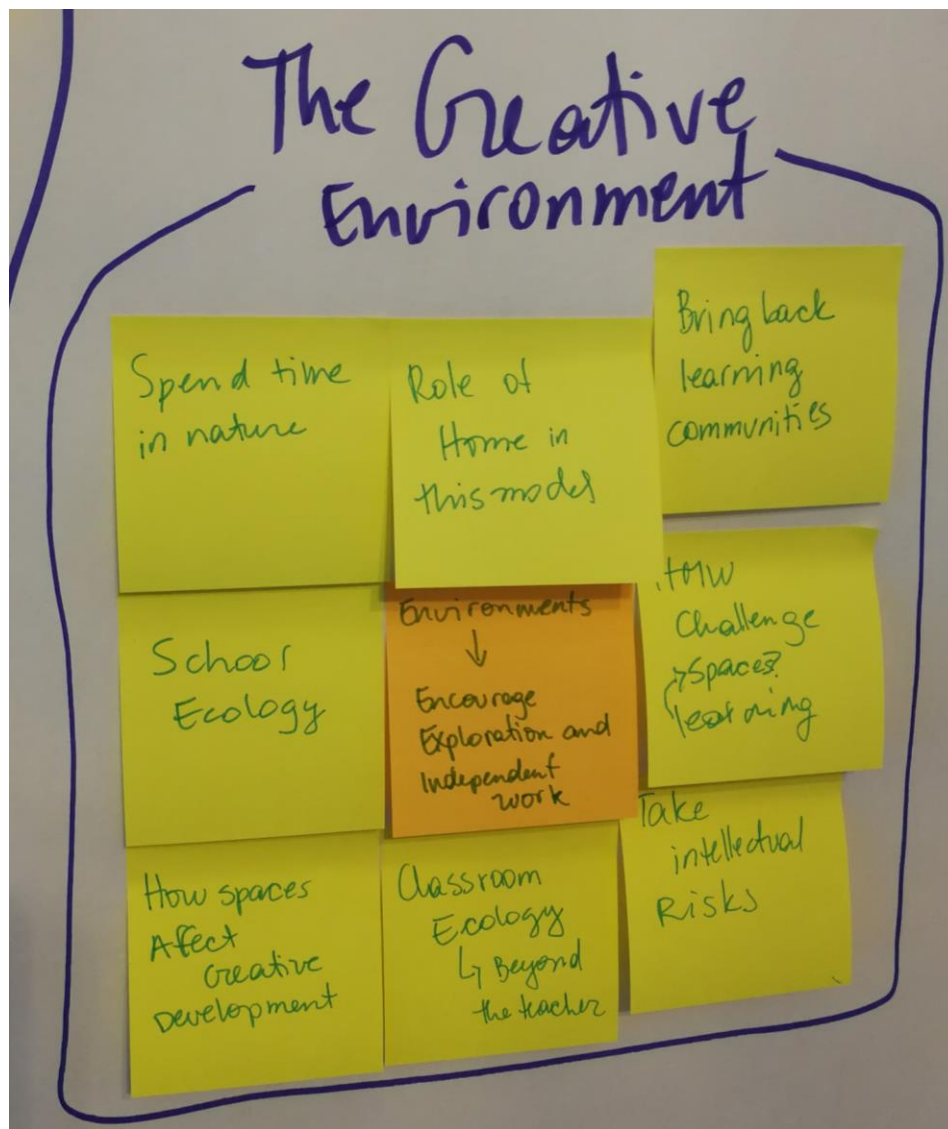 The Creative
Environment
Spend time
in nature
Role of
Home in
this model
Bring back
learning
communities
School
Ecology
Environments
↓
Encourage
Exploration and
Independent
work
How
Challenge
↱ Spaces?
learning
How spaces
Affect
creative
Development
Classroom
Ecology
↳ Beyond
the teacher
Take
intellectual
Risks